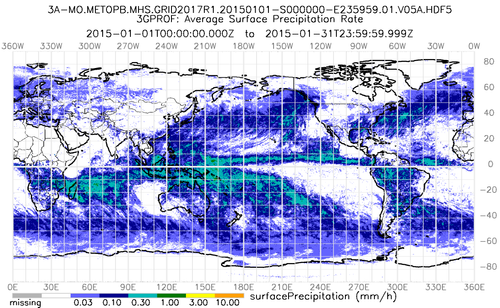 3A-MO.METOPB.MHS.GRID2017R1.20150101-S000000-E235959.01.V05A.HDF5
3GPROF: Average Surface Precipitation Rate
2015-01-01T00:00:00.000Z to 2015-01-31T23:59:59.999Z
360W 330W 300W 270W 240W 210W 180W 150W 120W 90W 60W 30W 0W
80
60
40
20
0
-20
-40
-60
-80
0E 30E 60E 90E 120E 150E 180E 210E 240E 270E 300E 330E 360E
missing 0.03 0.10 0.30 1.00 3.00 10.00 surfacePrecipitation (mm/h)